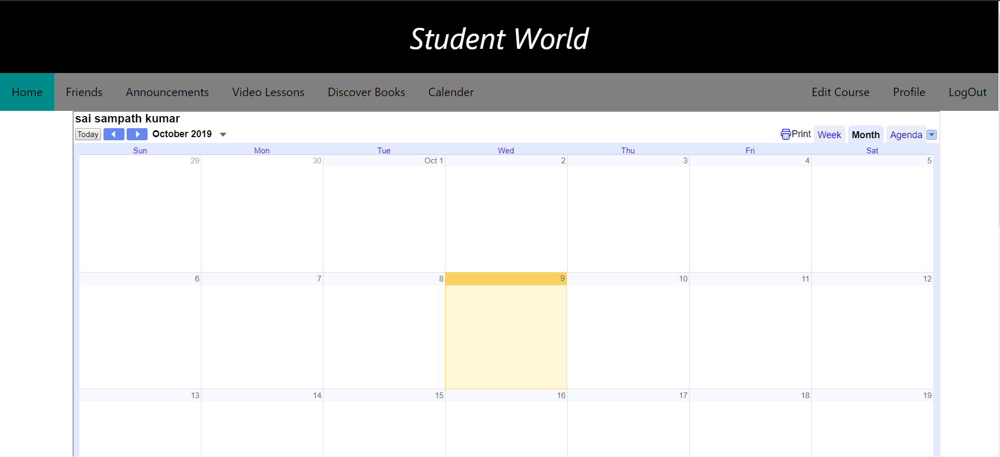 Student World
Home Friends Announcements Video Lessons Discover Books Calender Edit Course Profile LogOut
sai sampath kumar
Today October 2019 Print Week Month Agenda
Sun Mon Tue Wed Thu Fri Sat
29 30 Oct 1 2 3 4 5
6 7 8 9 10 11 12
13 14 15 16 17 18 19